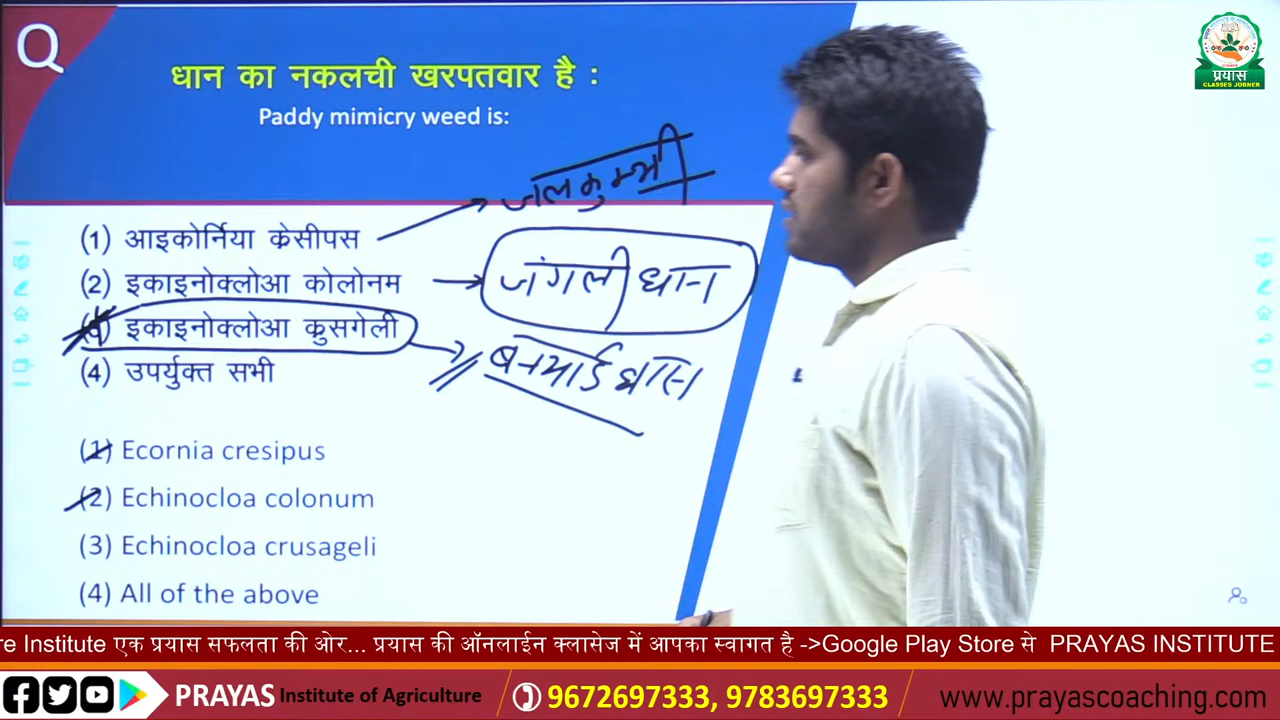 Q
धान का नकलची खरपतवार है :
Paddy mimicry weed is:
प्रयास
CLASSES JOBNER
जलकुम्भी
(1) आइकोर्निया केसीपस
(2) इकाइनोक्लोआ कोलोनम
जंगली धान
इकाइनोक्लोआ क्रुसगेली
(4) उपर्युक्त सभी
घास
(1) Ecornia cresipus
(2) Echinocloa colonum
(3) Echinocloa crusageli
(4) All of the above
re Institute एक प्रयास सफलता की ओर... प्रयास की ऑनलाईन क्लासेज में आपका स्वागत है ->Google Play Store से PRAYAS INSTITUTE
PRAYAS Institute of Agriculture 9672697333, 9783697333 www.prayascoaching.com